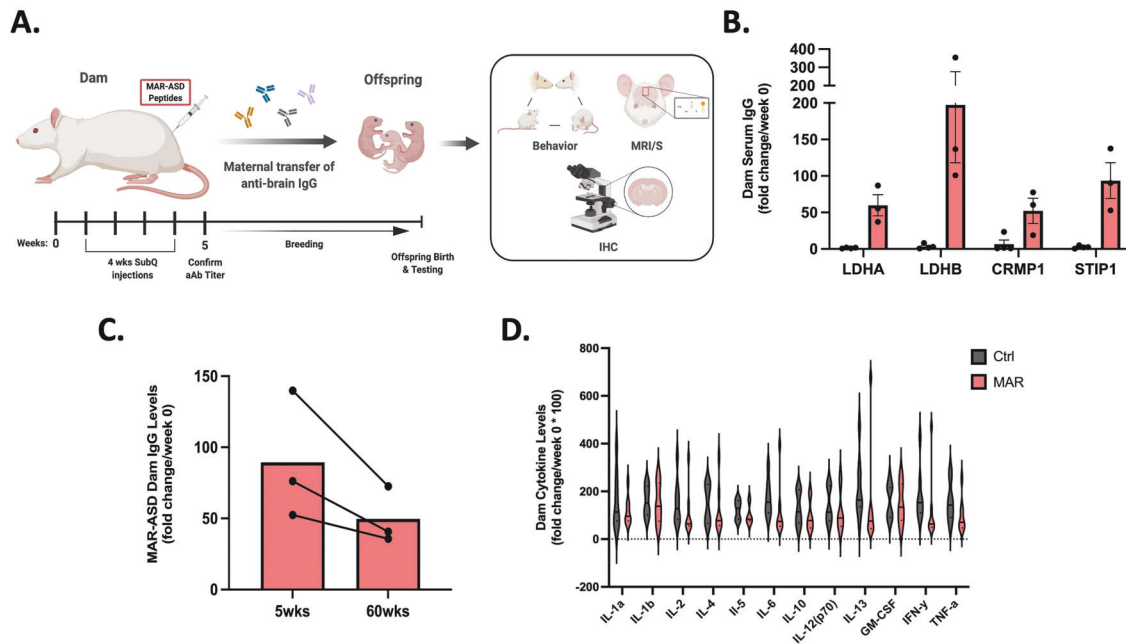 A.
Dam
MAR-ASD
Peptides
Offspring
Maternal transfer of
anti-brain IgG
Weeks: 0
5
4 wks SubQ
injections
Confirm
aAb Titer
Breeding
Offspring Birth
& Testing
Behavior
MRI/S
IHC
B.
Dam Serum IgG
(fold change/week 0)
400
350
300
250
200
150
100
50
0
LDHA
LDHB
CRMP1
STIP1
C.
MAR-ASD Dam IgG Levels
(fold change/week 0)
150
100
50
0
5wks
60wks
D.
Dam Cytokine Levels
(fold change/week 0 * 100)
800
600
400
200
0
-200
IL-1a
IL-1b
IL-2
IL-4
Il-5
IL-6
IL-10
IL-12(p70)
IL-13
GM-CSF
IFN-y
TNF-a
Ctrl
MAR